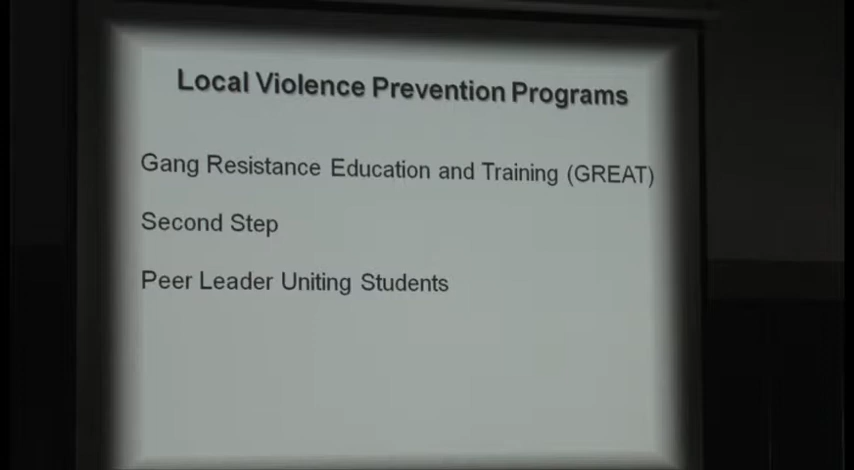 Local Violence Prevention Programs
Gang Resistance Education and Training (GREAT)
Second Step
Peer Leader Uniting Students